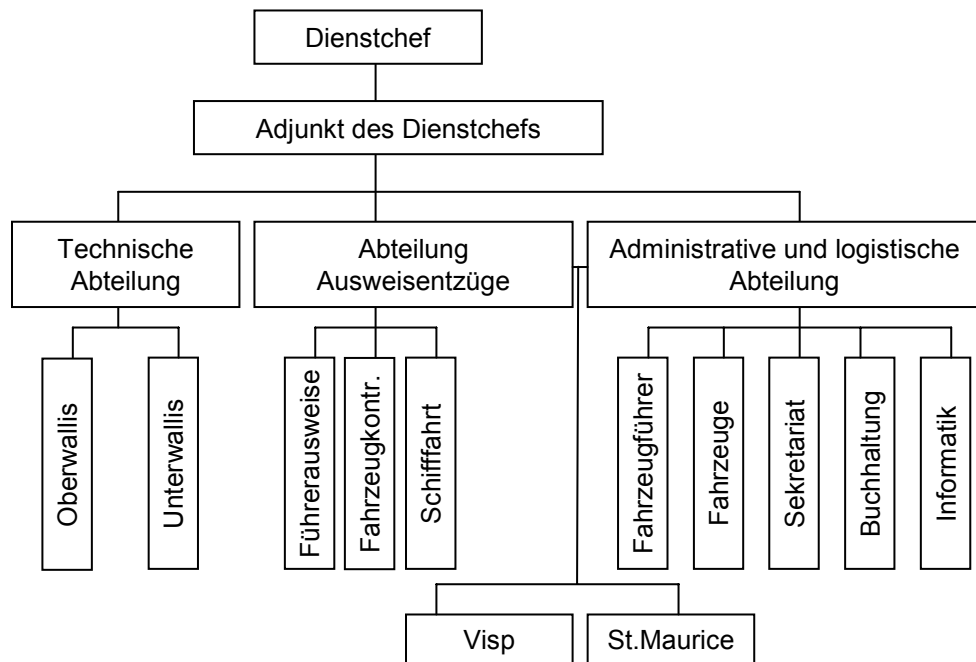 Dienstchef
Adjunkt des Dienstchefs
Technische
Abteilung
Abteilung
Ausweisentzüge
Administrative und logistische
Abteilung
Oberwallis
Unterwallis
Führerausweise
Fahrzeugkontr.
Schifffahrt
Fahrzeugführer
Fahrzeuge
Sekretariat
Buchhaltung
Informatik
Visp
St.Maurice